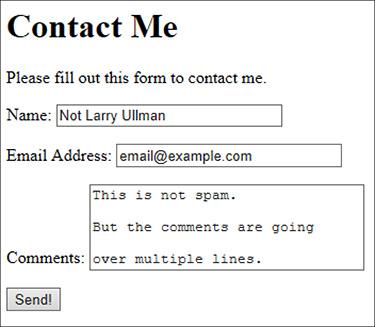 Contact Me
Please fill out this form to contact me.
Name: Not Larry Ullman
Email Address: email@example.com
This is not spam.
But the comments are going
Comments: over multiple lines.
Send!